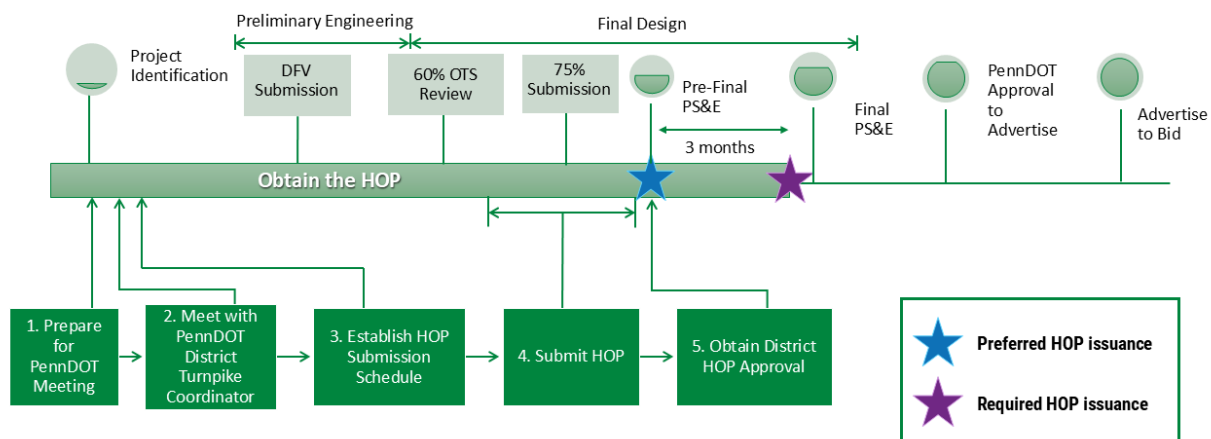 Preliminary Engineering
Final Design
Project
Identification
DFV
Submission
60% OTS
Review
75%
Submission
Pre-Final
PS&E
3 months
Final
PS&E
PennDOT
Approval
to
Advertise
Advertise
to Bid
Obtain the HOP
1. Prepare
for
PennDOT
Meeting
2. Meet with
PennDOT
District
Turnpike
Coordinator
3. Establish HOP
Submission
Schedule
4. Submit HOP
5. Obtain District
HOP Approval
Preferred HOP issuance
Required HOP issuance